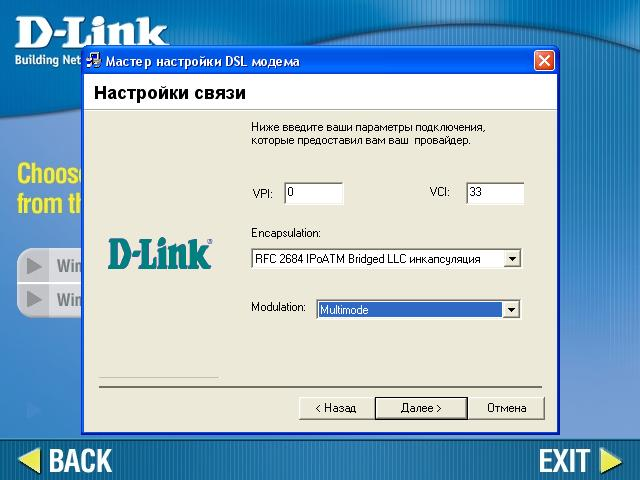 D-Link
Building Net
Мастер настройки DSL модема
Настройки связи
Ниже введите ваши параметры подключения,
которые предоставил вам ваш провайдер.
Choose
from th
VPI: 0 VCI: 33
Encapsulation:
D-Link®
RFC 2684 IPoATM Bridged LLC инкапсуляция
Win
Win
Modulation: Multimode
< Назад Далее > Отмена
BACK EXIT